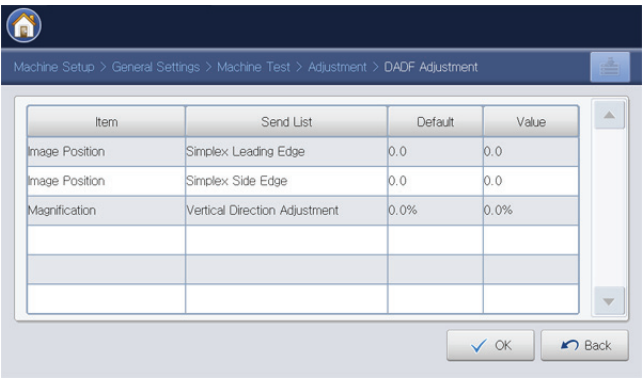 Machine Setup > General Settings > Machine Test > Adjustment > DADF Adjustment
Item Send List Default Value
Image Position Simplex Leading Edge 0.0 0.0
Image Position Simplex Side Edge 0.0 0.0
Magnification Vertical Direction Adjustment 0.0% 0.0%
OK Back